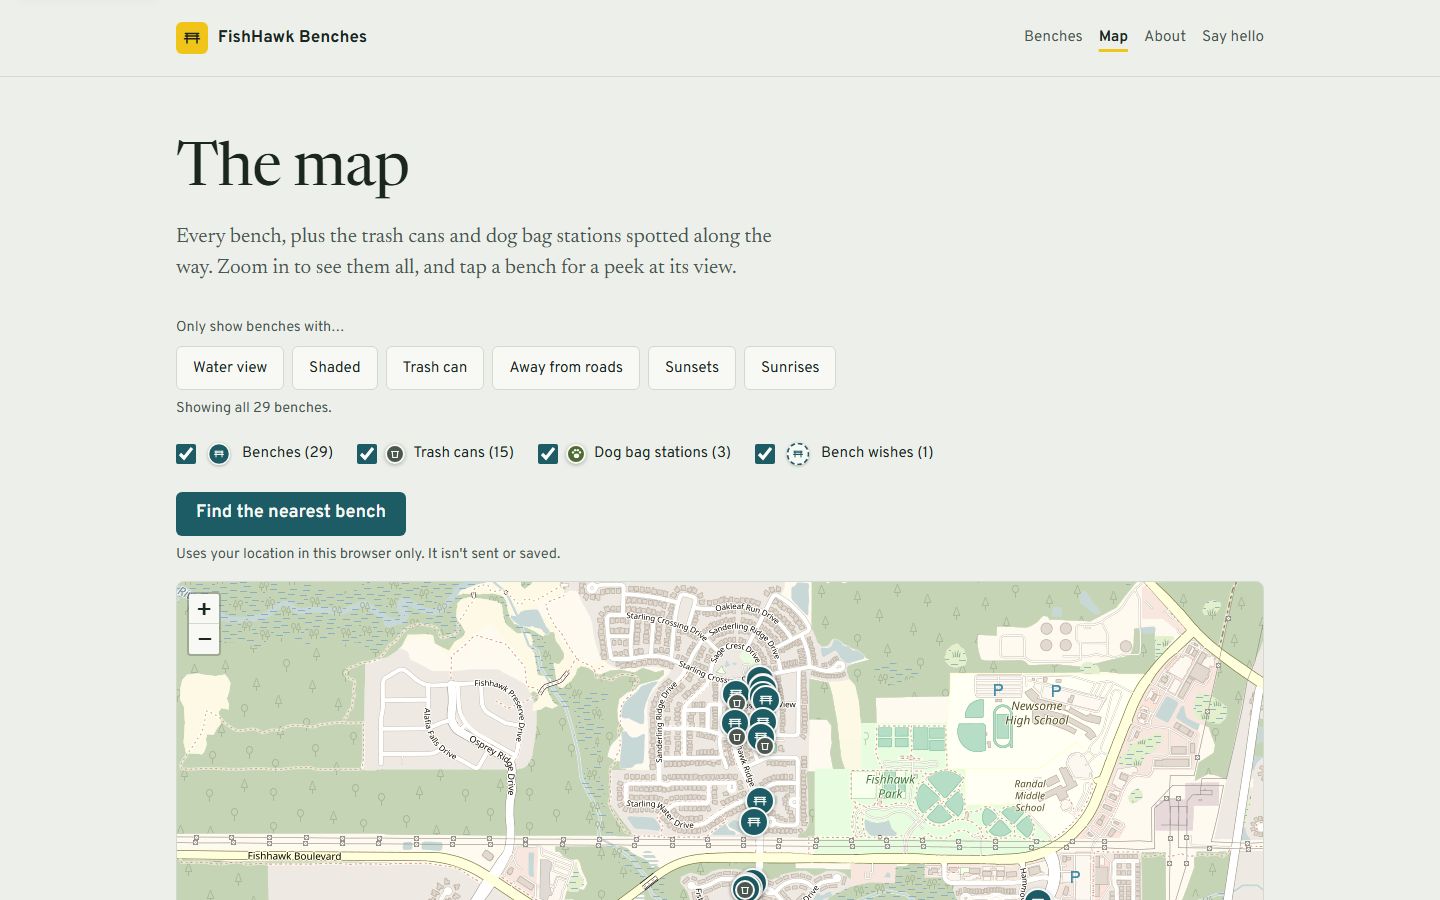 FishHawk Benches
Benches Map About Say hello
The map
Every bench, plus the trash cans and dog bag stations spotted along the
way. Zoom in to see them all, and tap a bench for a peek at its view.
Only show benches with…
Water view Shaded Trash can Away from roads Sunsets Sunrises
Showing all 29 benches.
Benches (29) Trash cans (15) Dog bag stations (3) Bench wishes (1)
Find the nearest bench
Uses your location in this browser only. It isn't sent or saved.
+
−
Oakleaf Run Drive
Starling Crossing Drive
Sanderling Ridge Drive
Sage Crest Drive
Sanderling Ridge Drive
Fishhawk Preserve Drive
Alafia Falls Drive
Osprey Ridge Drive
P P
Newsome
High School
Fishhawk
Park
Randal
Middle
School
Starling Water Drive
Fishhawk Boulevard
P